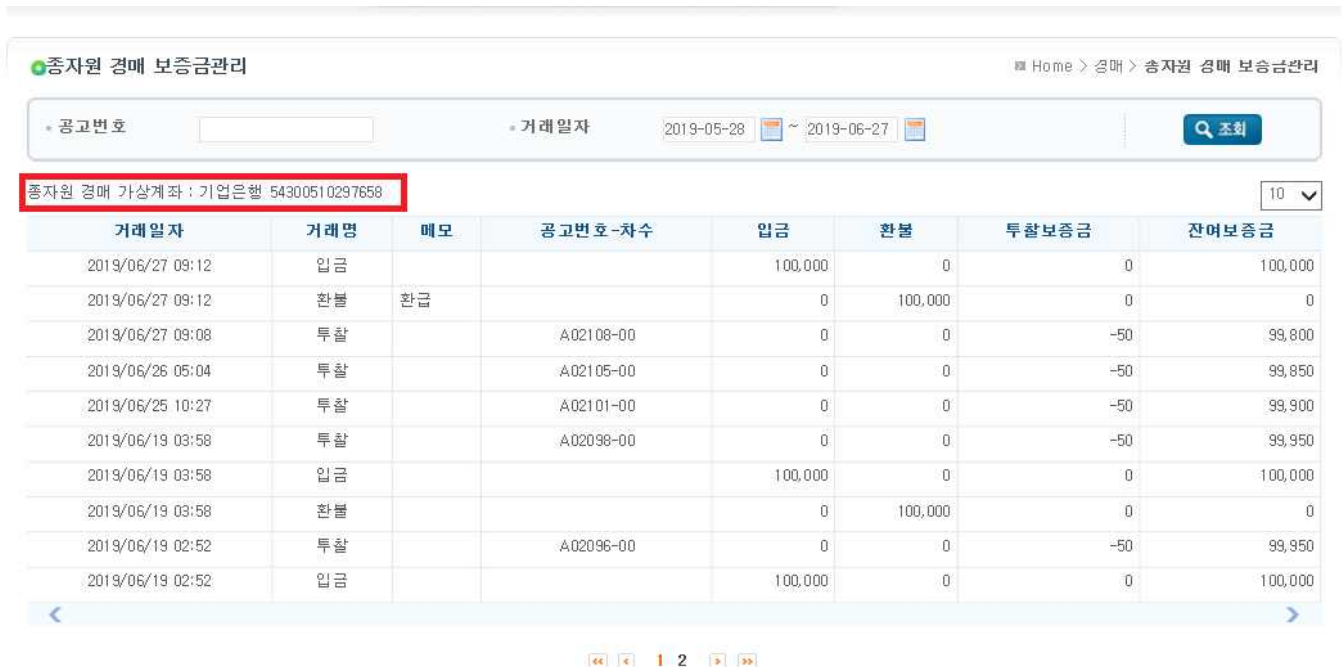 종자원 경매 보증금관리
Home > 경매 > 종자원 경매 보증금관리
공고번호 거래일자 2019-05-28 ~ 2019-06-27 조회
종자원 경매 가상계좌 : 기업은행 54300510297658
10
거래일자 거래명 메모 공고번호-차수 입금 환불 투찰보증금 잔여보증금
2019/06/27 09:12 입금 100,000 0 0 100,000
2019/06/27 09:12 환불 환급 0 100,000 0 0
2019/06/27 09:08 투찰 A02108-00 0 0 -50 99,800
2019/06/26 05:04 투찰 A02105-00 0 0 -50 99,850
2019/06/25 10:27 투찰 A02101-00 0 0 -50 99,900
2019/06/19 03:58 투찰 A02098-00 0 0 -50 99,950
2019/06/19 03:58 입금 100,000 0 0 100,000
2019/06/19 03:58 환불 0 100,000 0 0
2019/06/19 02:52 투찰 A02096-00 0 0 -50 99,950
2019/06/19 02:52 입금 100,000 0 0 100,000
1 2